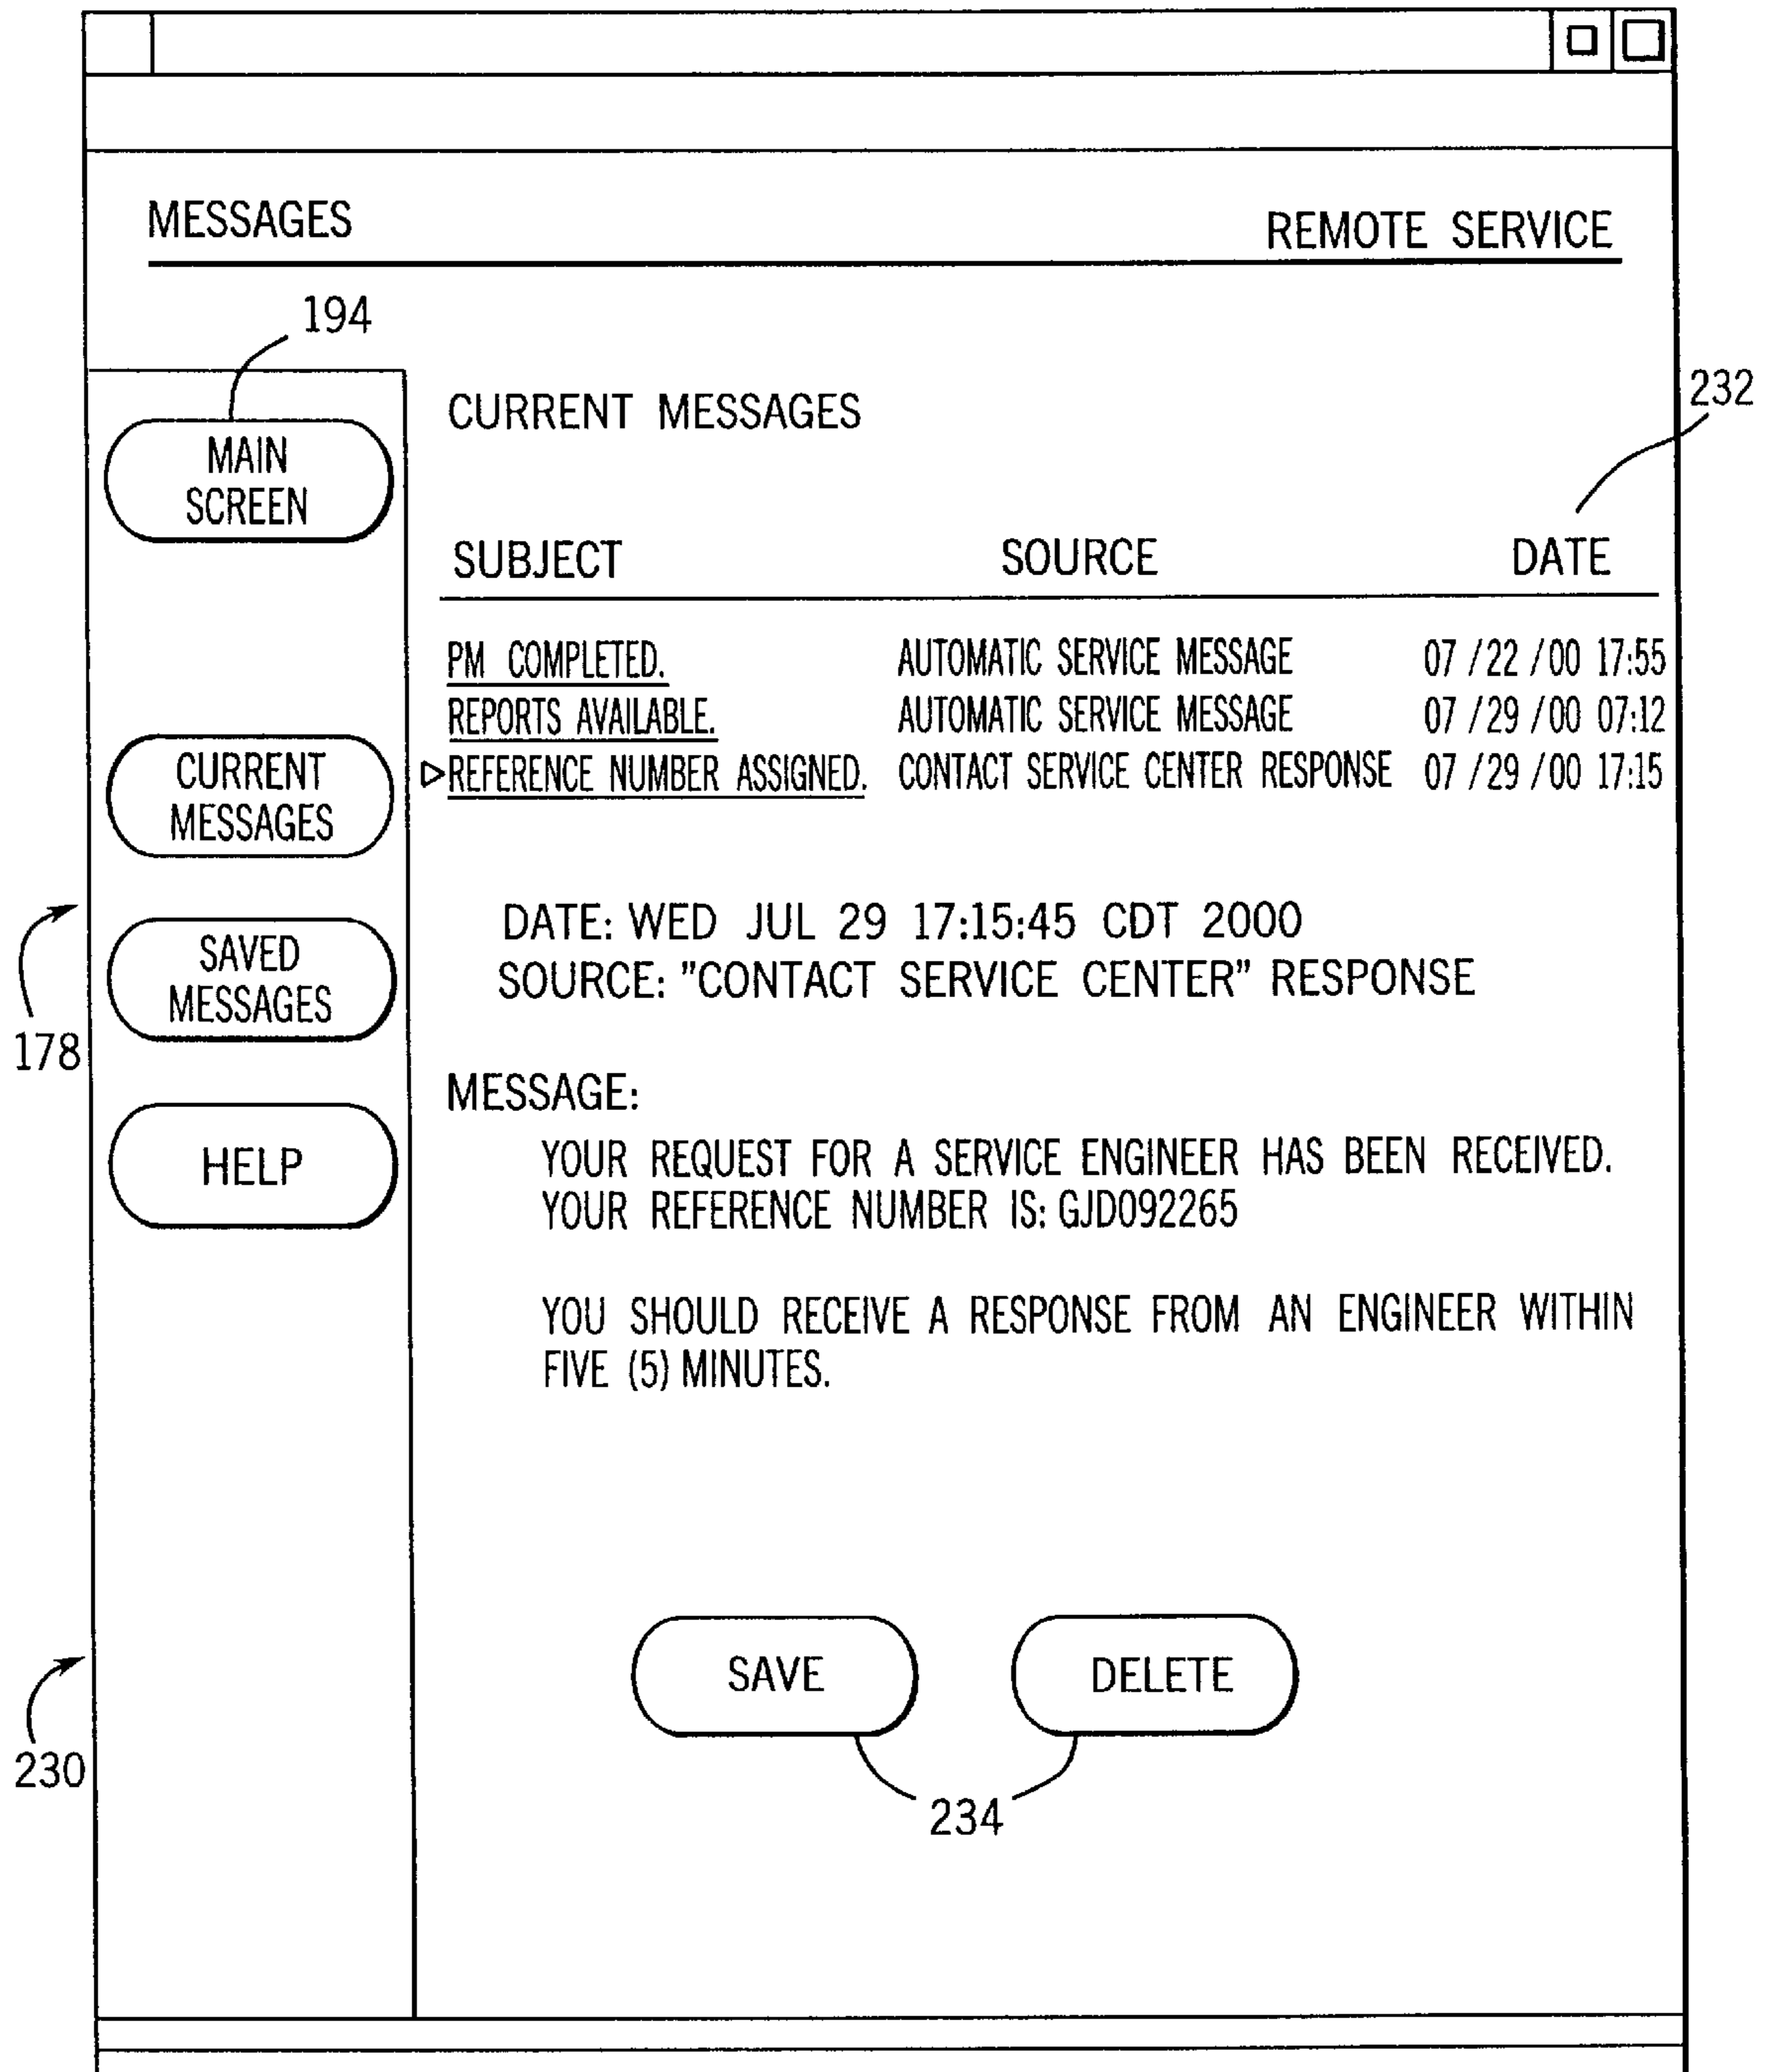 MESSAGES
REMOTE SERVICE
194
232
MAIN
SCREEN
CURRENT MESSAGES
SUBJECT SOURCE DATE
PM COMPLETED. AUTOMATIC SERVICE MESSAGE 07 /22 /00 17:55
REPORTS AVAILABLE. AUTOMATIC SERVICE MESSAGE 07 /29 /00 07:12
REFERENCE NUMBER ASSIGNED. CONTACT SERVICE CENTER RESPONSE 07 /29 /00 17:15
CURRENT
MESSAGES
SAVED
MESSAGES
HELP
178
230
DATE: WED JUL 29 17:15:45 CDT 2000
SOURCE: "CONTACT SERVICE CENTER" RESPONSE
MESSAGE:
YOUR REQUEST FOR A SERVICE ENGINEER HAS BEEN RECEIVED.
YOUR REFERENCE NUMBER IS: GJD092265
YOU SHOULD RECEIVE A RESPONSE FROM AN ENGINEER WITHIN
FIVE (5) MINUTES.
SAVE
DELETE
234